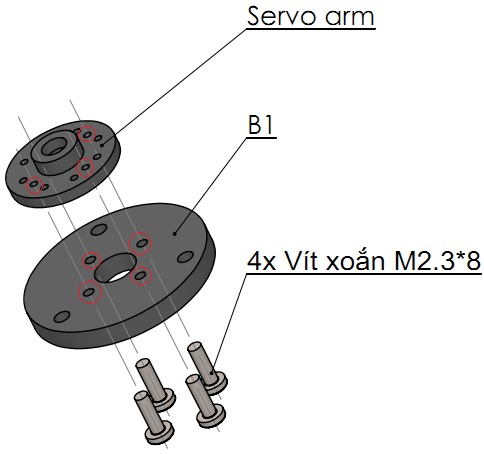 Servo arm
B1
4x Vít xoắn M2.3*8